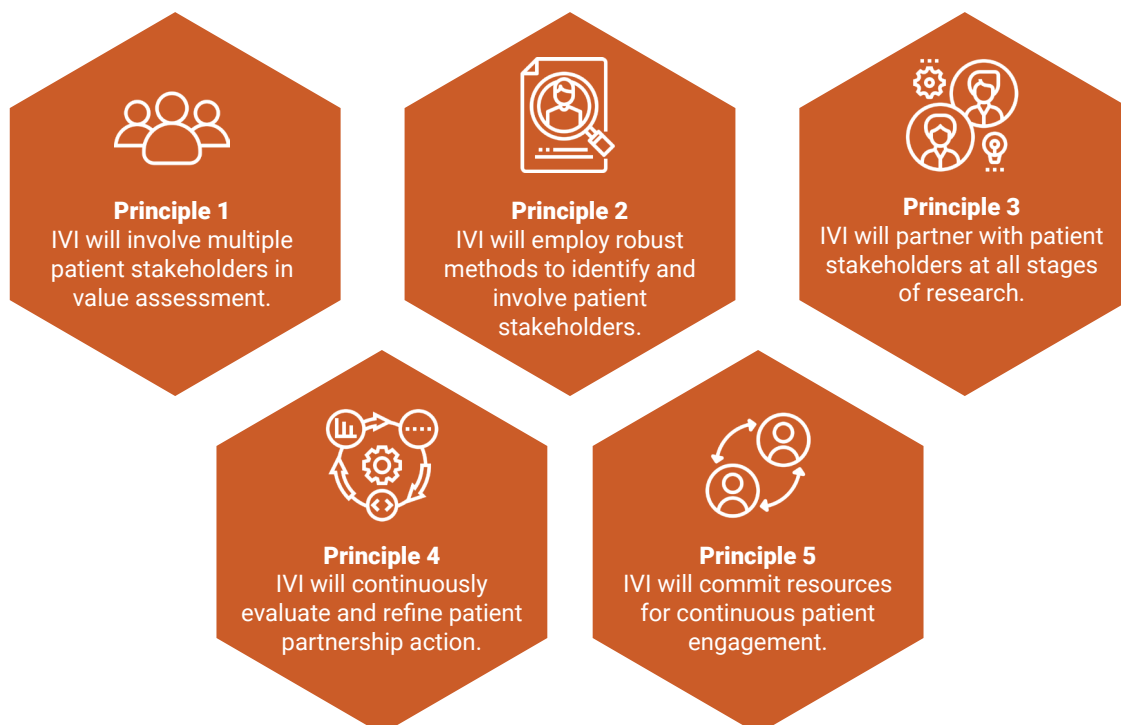 Principle 1
IVI will involve multiple
patient stakeholders in
value assessment.
Principle 2
IVI will employ robust
methods to identify and
involve patient
stakeholders.
Principle 3
IVI will partner with patient
stakeholders at all stages
of research.
Principle 4
IVI will continuously
evaluate and refine patient
partnership action.
Principle 5
IVI will commit resources
for continuous patient
engagement.